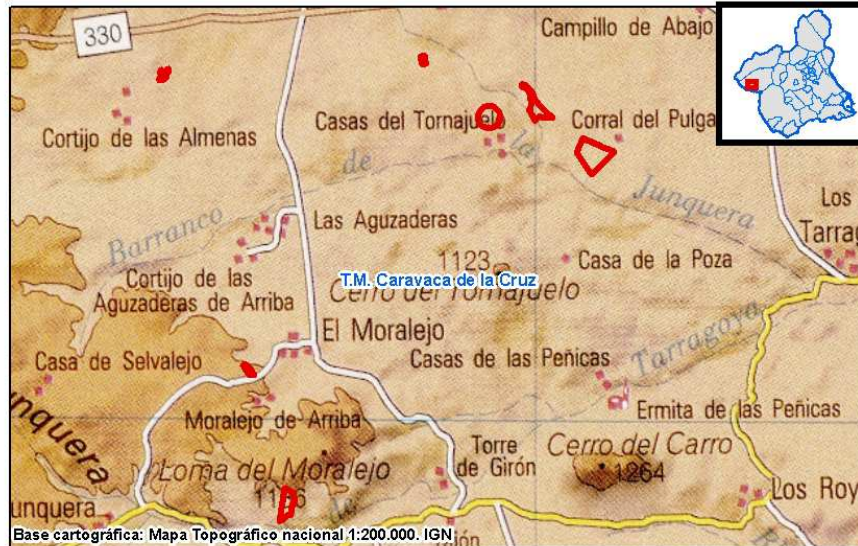 330
Campillo de Abajo
Cortijo de las Almenas
Casas del Tornajuelo
Corral del Pulga
de
la
Junquera
Barranco
Las Aguzaderas
Los
Tarrag
1123
Casa de la Poza
T.M. Caravaca de la Cruz
Cortijo de las
Aguzaderas de Arriba
Cerro del Tornajuelo
El Moralejo
Casa de Selvalejo
Casas de las Peñicas
Tarragoya
Moralejo de Arriba
Ermita de las Peñicas
unquera
Loma del Moralejo
Torre
de Girón
Cerro del Carro
1264
Los Roy
unquera
Base cartográfica: Mapa Topográfico nacional 1:200.000. IGN